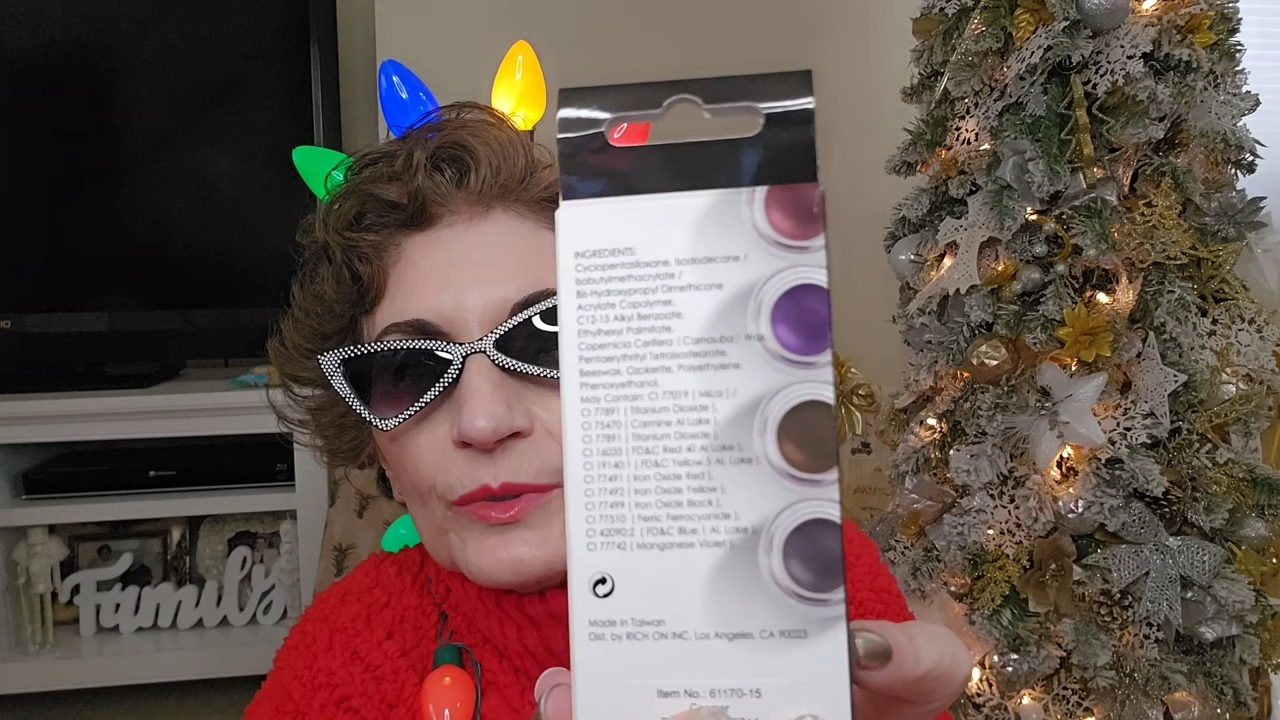 INGREDIENTS:
Cyclopentasiloxane, Isododecane /
Isobutylmethacrylate /
Bis-Hydroxypropyl Dimethicone
Acrylate Copolymer,
C12-15 Alkyl Benzoate,
Ethylhexyl Palmitate,
Copernicia Cerifera ( Carnauba ) Wax,
Pentaerythrityl Tetraisostearate,
Beeswax, Ozokerite, Polyethylene,
Phenoxyethanol,
May Contain: CI 77019 ( Mica ) /
CI 77891 ( Titanium Dioxide ),
CI 75470 ( Carmine Al Lake ),
CI 77891 ( Titanium Dioxide ),
CI 16035 ( FD&C Red 40 Al Lake ),
CI 19140:1 ( FD&C Yellow 5 AL Lake ),
CI 77491 ( Iron Oxide Red ),
CI 77492 ( Iron Oxide Yellow ),
CI 77499 ( Iron Oxide Black ),
CI 77510 ( Ferric Ferrocyanide ),
CI 42090:2 ( FD&C Blue 1 AL Lake ),
CI 77742 ( Manganese Violet ),
Made in Taiwan
Dist. by RICH ON INC, Los Angeles, CA 90023
Item No.: 61170-15
Family